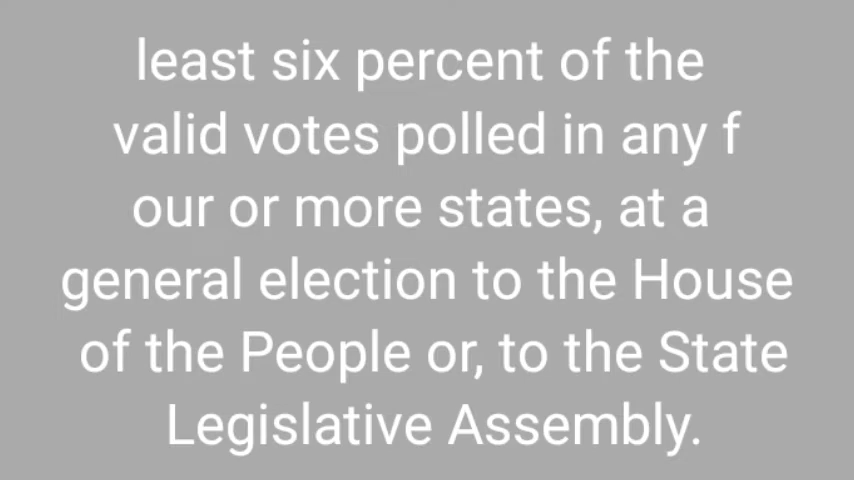 least six percent of the
valid votes polled in any f
our or more states, at a
general election to the House
of the People or, to the State
Legislative Assembly.